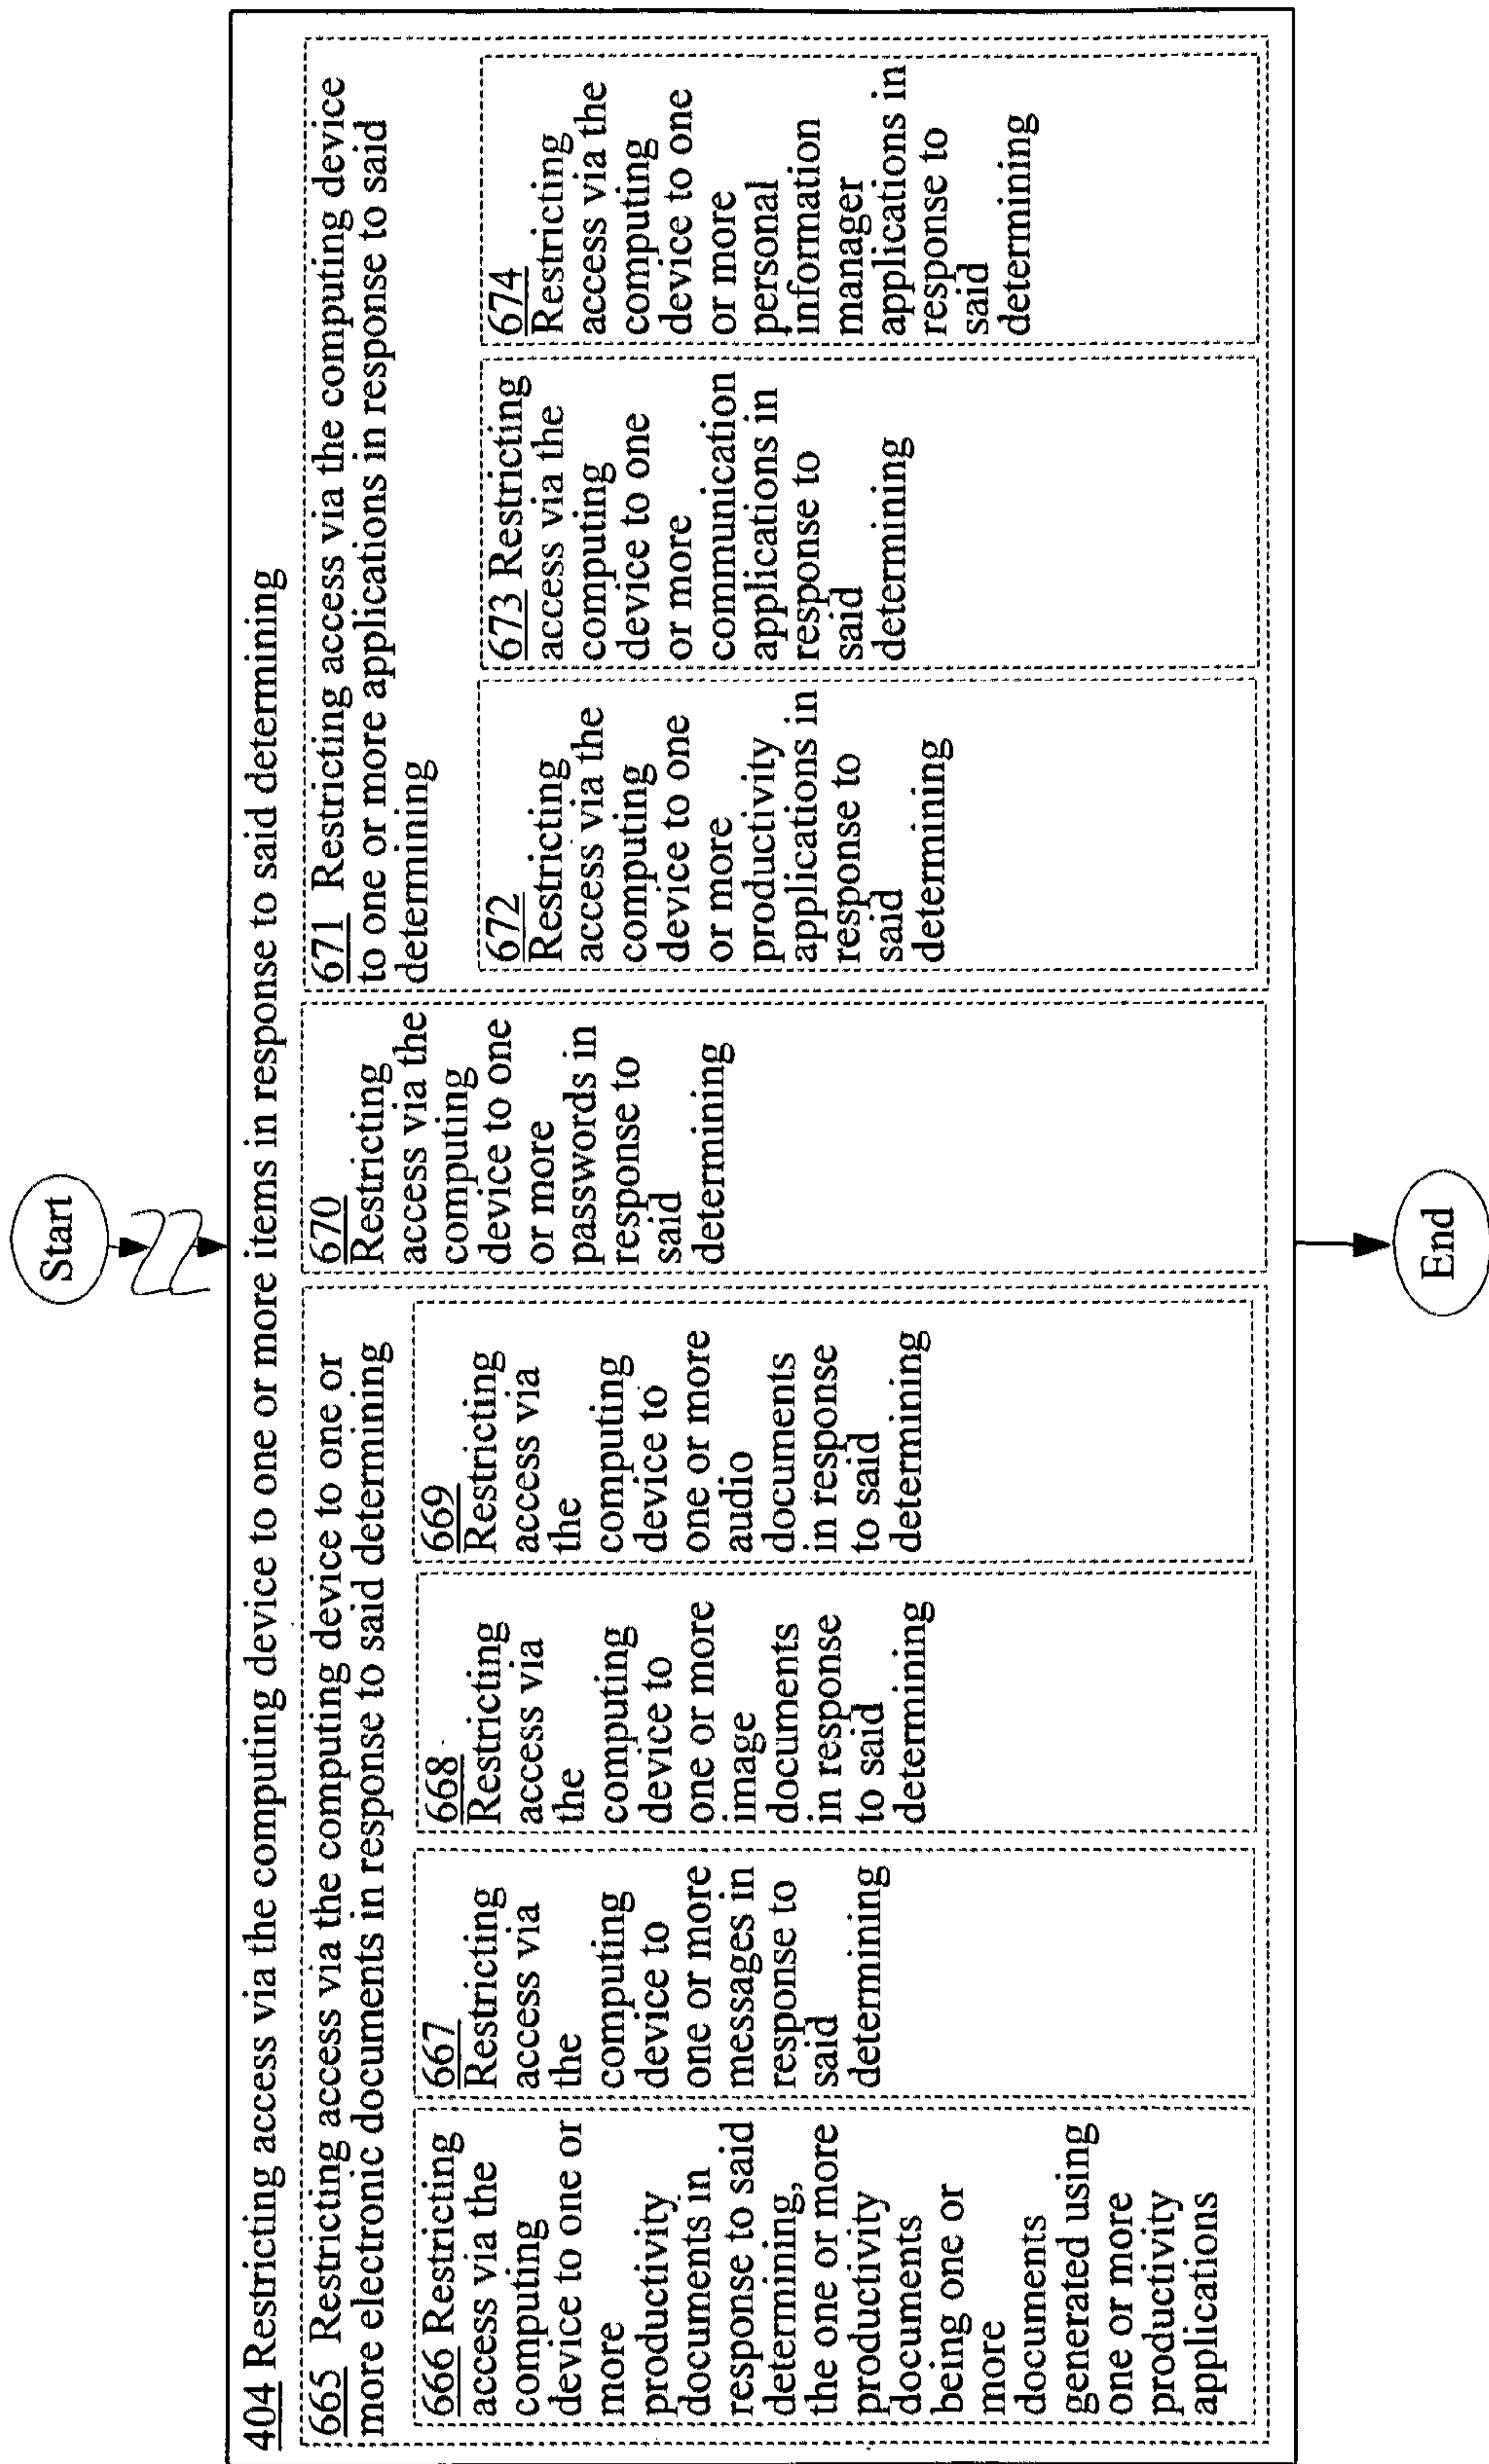 Start
404 Restricting access via the computing device to one or more items in response to said determining
665 Restricting access via the computing device to one or
more electronic documents in response to said determining
666 Restricting
access via the
computing
device to one or
more
productivity
documents in
response to said
determining,
the one or more
productivity
documents
being one or
more
documents
generated using
one or more
productivity
applications
667
Restricting
access via
the
computing
device to
one or more
messages in
response to
said
determining
668
Restricting
access via
the
computing
device to
one or more
image
documents
in response
to said
determining
669
Restricting
access via
the
computing
device to
one or more
audio
documents
in response
to said
determining
670
Restricting
access via the
computing
device to one
or more
passwords in
response to
said
determining
671 Restricting access via the computing device
to one or more applications in response to said
determining
672
Restricting
access via the
computing
device to one
or more
productivity
applications in
response to
said
determining
673 Restricting
access via the
computing
device to one
or more
communication
applications in
response to
said
determining
674
Restricting
access via the
computing
device to one
or more
personal
information
manager
applications in
response to
said
determining
End